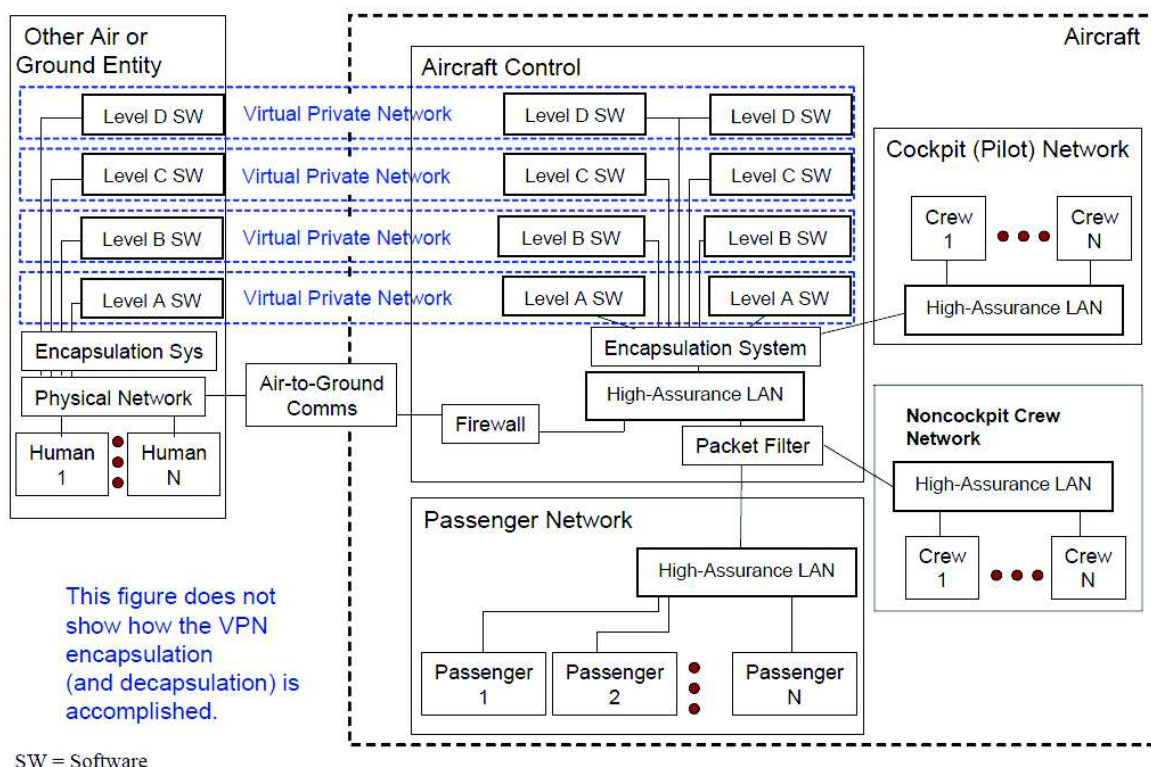 Other Air or
Ground Entity
Level D SW
Level C SW
Level B SW
Level A SW
Encapsulation Sys
Physical Network
Human
1
Human
N
Virtual Private Network
Virtual Private Network
Virtual Private Network
Virtual Private Network
Air-to-Ground
Comms
Aircraft
Aircraft Control
Level D SW
Level D SW
Level C SW
Level C SW
Level B SW
Level B SW
Level A SW
Level A SW
Encapsulation System
High-Assurance LAN
Firewall
Packet Filter
Cockpit (Pilot) Network
Crew
1
Crew
N
High-Assurance LAN
Noncockpit Crew
Network
High-Assurance LAN
Crew
1
Crew
N
Passenger Network
High-Assurance LAN
Passenger
1
Passenger
2
Passenger
N
This figure does not
show how the VPN
encapsulation
(and decapsulation) is
accomplished.
SW = Software